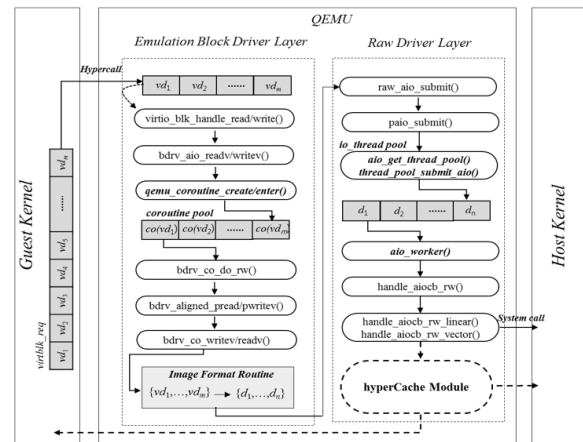 QEMU
Emulation Block Driver Layer
Raw Driver Layer
Hypercall
vd1 vd2 ...... vdm
virtio_blk_handle_read/write()
bdrv_aio_readv/writev()
qemu_coroutine_create/enter()
coroutine pool
co(vd1) co(vd2) ...... co(vdm)
bdrv_co_do_rw()
bdrv_aligned_pread/pwritev()
bdrv_co_writev/readv()
Image Format Routine
{vd1,...,vdm} → {d1,...,dn}
raw_aio_submit()
paio_submit()
io_thread pool
aio_get_thread_pool()
thread_pool_submit_aio()
d1 d2 ...... dn
aio_worker()
handle_aiocb_rw()
System call
handle_aiocb_rw_linear()
handle_aiocb_rw_vector()
hyperCache Module
Guest Kernel
virtblk_req
vd1 vd2 vd3 vd4 vd5 ...... vdn
Host Kernel